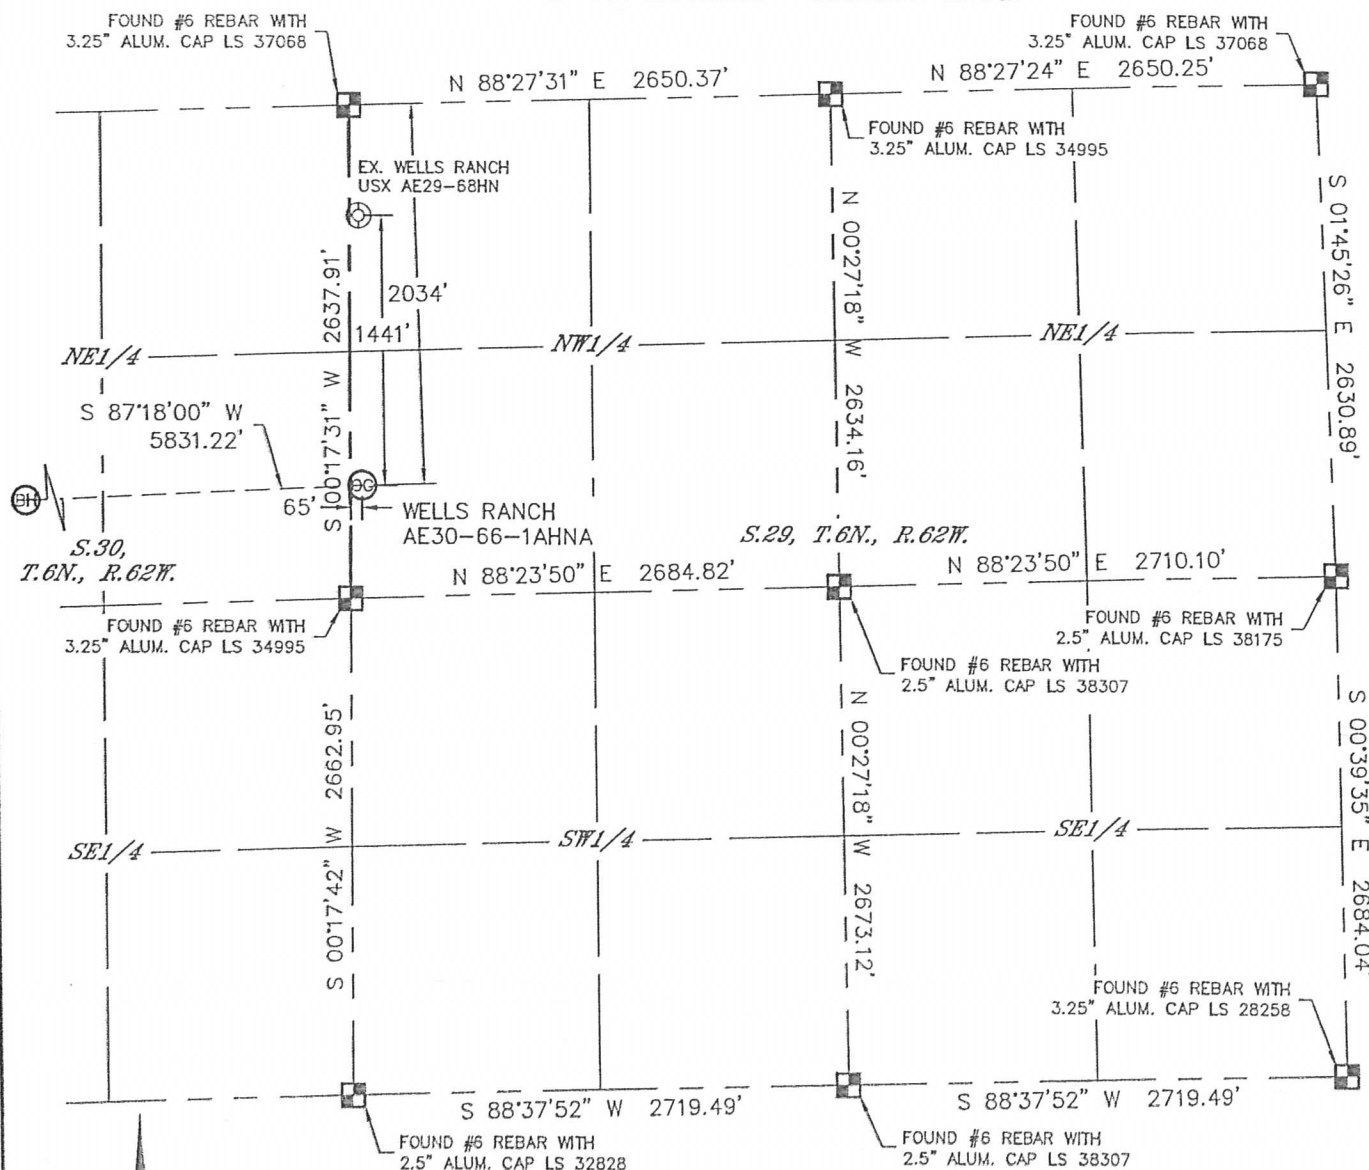 FOUND #6 REBAR WITH
3.25" ALUM. CAP LS 37068
FOUND #6 REBAR WITH
3.25" ALUM. CAP LS 37068
N 88°27'31" E 2650.37'
N 88°27'24" E 2650.25'
FOUND #6 REBAR WITH
3.25" ALUM. CAP LS 34995
EX. WELLS RANCH
USX AE29-68HN
S 00°17'31" W 2637.91'
2034'
1441'
N 00°27'18" W 2634.16'
S 01°45'26" E 2630.89'
NE1/4
NW1/4
NE1/4
S 87°18'00" W
5831.22'
BH
OG
65'
WELLS RANCH
AE30-66-1AHNA
S.30,
T.6N., R.62W.
S.29, T.6N., R.62W.
N 88°23'50" E 2684.82'
N 88°23'50" E 2710.10'
FOUND #6 REBAR WITH
3.25" ALUM. CAP LS 34995
FOUND #6 REBAR WITH
2.5" ALUM. CAP LS 38175
FOUND #6 REBAR WITH
2.5" ALUM. CAP LS 38307
S 00°17'42" W 2662.95'
N 00°27'18" W 2673.12'
S 00°39'35" E 2684.04'
SE1/4
SW1/4
SE1/4
FOUND #6 REBAR WITH
3.25" ALUM. CAP LS 28258
S 88°37'52" W 2719.49'
S 88°37'52" W 2719.49'
FOUND #6 REBAR WITH
2.5" ALUM. CAP LS 32828
FOUND #6 REBAR WITH
2.5" ALUM. CAP LS 38307